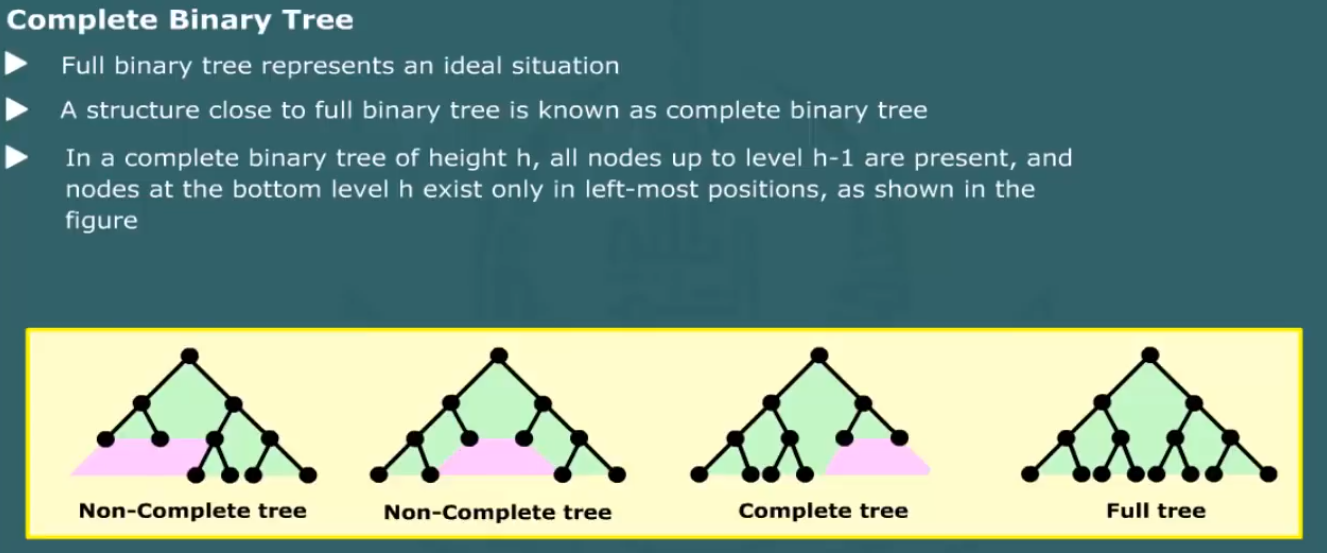 Complete Binary Tree
Full binary tree represents an ideal situation
A structure close to full binary tree is known as complete binary tree
In a complete binary tree of height h, all nodes up to level h-1 are present, and
nodes at the bottom level h exist only in left-most positions, as shown in the
figure
Non-Complete tree
Non-Complete tree
Complete tree
Full tree